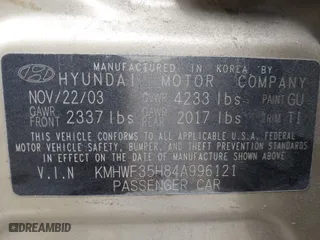 MANUFACTURED IN KOREA BY
HYUNDAI MOTOR COMPANY
NOV/22/03 GVWR 4233 lbs PAINT GU
GAWR GAWR
FRONT 2337 lbs REAR 2017 lbs TRIM TI
THIS VEHICLE CONFORMS TO ALL APPLICABLE U.S.A. FEDERAL
MOTOR VEHICLE SAFETY, BUMPER, AND THEFT PREVENTION
STANDARDS IN EFFECT ON THE DATE OF MANUFACTURE
SHOWN ABOVE.
V.I.N KMHWF35H84A996121
PASSENGER CAR